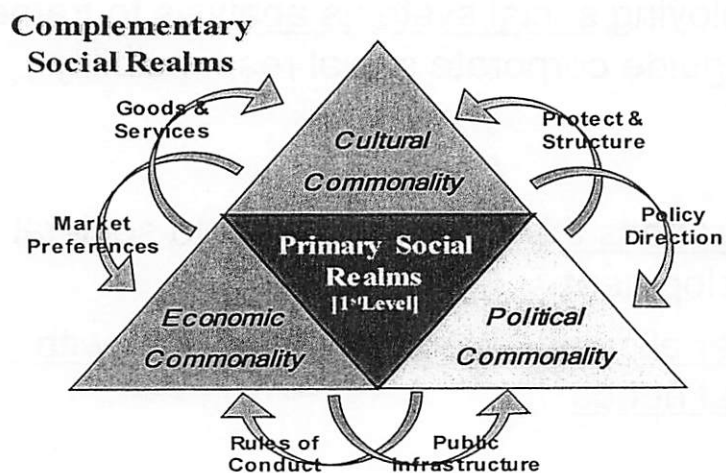 Complementary
Social Realms
Goods &
Services
Cultural
Commonality
Protect &
Structure
Market
Preferences
Primary Social
Realms
[1stLevel]
Policy
Direction
Economic
Commonality
Political
Commonality
Rules of
Conduct
Public
Infrastructure